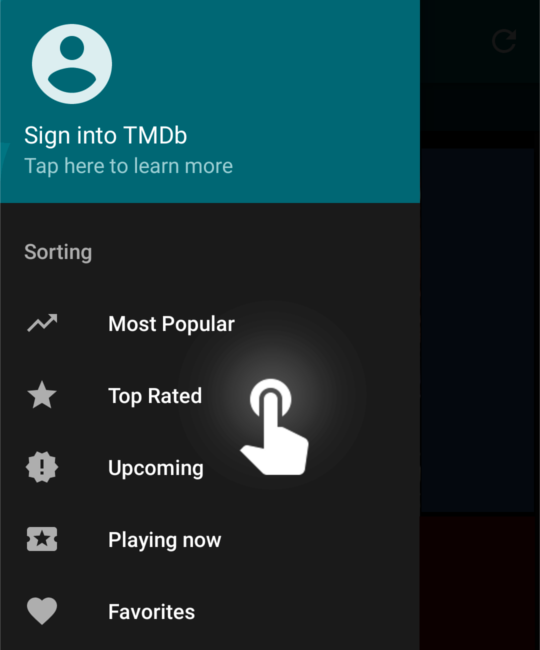 Sign into TMDb
Tap here to learn more
Sorting
Most Popular
Top Rated
Upcoming
Playing now
Favorites